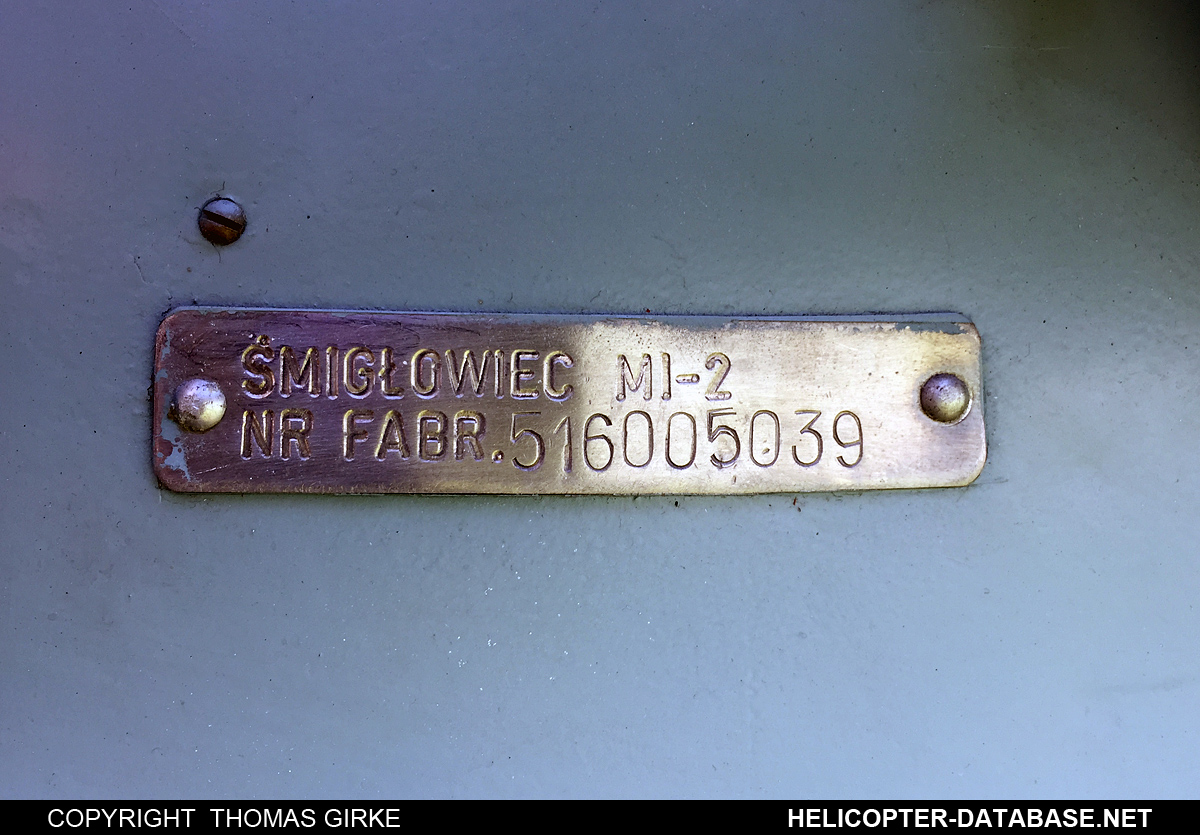 ŚMIGŁOWIEC MI-2
NR FABR.516005039
COPYRIGHT THOMAS GIRKE
HELICOPTER-DATABASE.NET